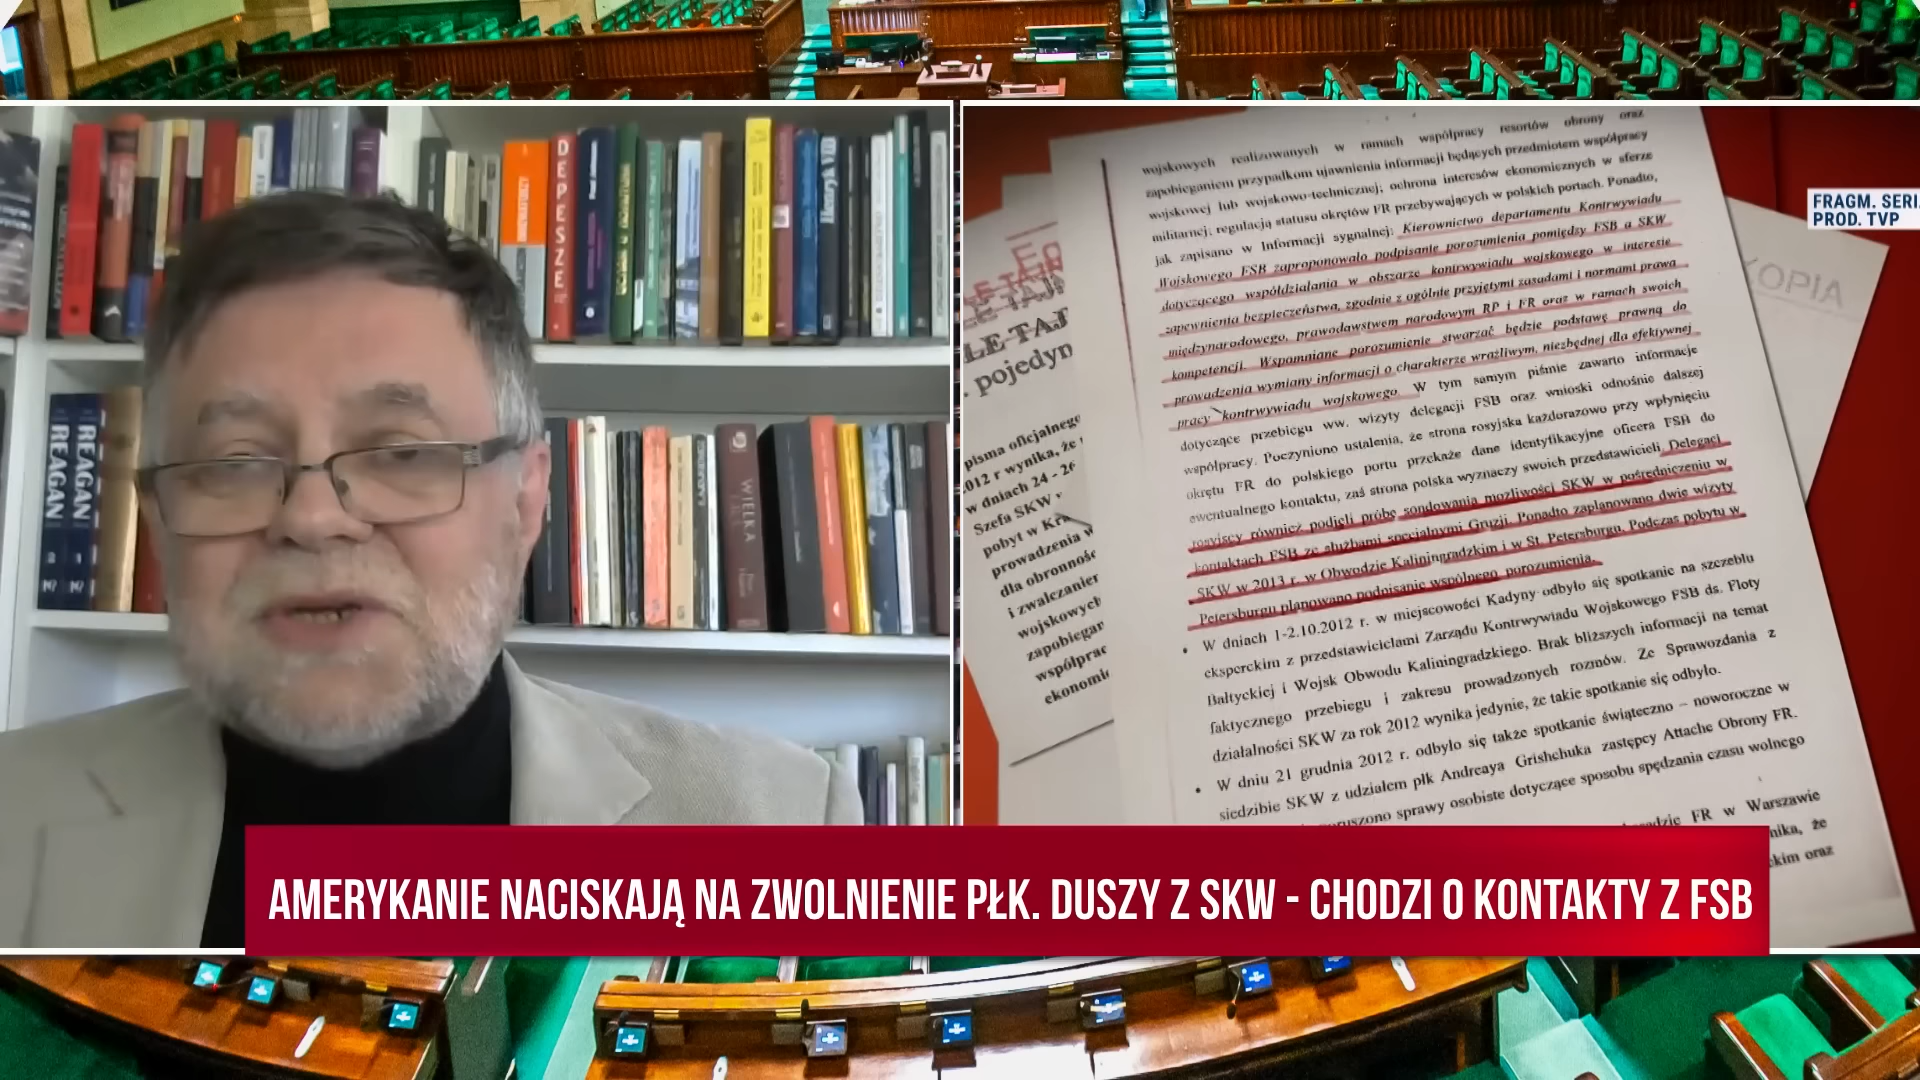 DEPESZE
Henryk VIII
REAGAN
REAGAN
WIELKA
FRAGM. SERI
PROD. TVP
KOPIA
LE TAJ
. pojedyn
pisma oficjalnego
2012 r wynika, że
w dniach 24 - 26
Szefa SKW
pobyt w
prowadzenia w
dla obronnośc
i zwalczanier
wojskowych
zapobiegar
współprac
ekonomic
wojskowych realizowanych w ramach współpracy resortów obrony oraz
zapobieganiem przypadkom ujawnienia informacji będących przedmiotem współpracy
wojskowej lub wojskowo-technicznej; ochrona interesów ekonomicznych w sferze
militarnej; regulacją statusu okrętów FR przebywających w polskich portach. Ponadto,
jak zapisano w Informacji sygnalnej: Kierownictwo departamentu Kontrwywiadu
Wojskowego FSB zaproponowało podpisanie porozumienia pomiędzy FSB a SKW
dotyczącego współdziałania w obszarze kontrwywiadu wojskowego w interesie
zapewnienia bezpieczeństwa, zgodnie z ogólnie przyjętymi zasadami i normami prawa
międzynarodowego, prawodawstwem narodowym RP i FR oraz w ramach swoich
kompetencji. Wspomniane porozumienie stwarzać będzie podstawę prawną do
prowadzenia wymiany informacji o charakterze wrażliwym, niezbędnej dla efektywnej
pracy kontrwywiadu wojskowego. W tym samym piśmie zawarto informacje
dotyczące przebiegu ww. wizyty delegacji FSB oraz wnioski odnośnie dalszej
współpracy. Poczyniono ustalenia, że strona rosyjska każdorazowo przy wpłynięciu
okrętu FR do polskiego portu przekaże dane identyfikacyjne oficera FSB do
ewentualnego kontaktu, zaś strona polska wyznaczy swoich przedstawicieli. Delegaci
rosyjscy również podjęli próbę sondowania możliwości SKW w pośredniczeniu w
kontaktach FSB ze służbami specjalnymi Gruzji. Ponadto zaplanowano dwie wizyty
SKW w 2013 r. w Obwodzie Kaliningradzkim i w St. Petersburgu. Podczas pobytu w
Petersburgu planowano podpisanie wspólnego porozumienia.
• W dniach 1-2.10.2012 r. w miejscowości Kadyny odbyło się spotkanie na szczeblu
eksperckim z przedstawicielami Zarządu Kontrwywiadu Wojskowego FSB ds. Floty
Bałtyckiej i Wojsk Obwodu Kaliningradzkiego. Brak bliższych informacji na temat
faktycznego przebiegu i zakresu prowadzonych rozmów. Ze Sprawozdania z
działalności SKW za rok 2012 wynika jedynie, że takie spotkanie się odbyło.
• W dniu 21 grudnia 2012 r. odbyło się także spotkanie świąteczno – noworoczne w
siedzibie SKW z udziałem płk Andreaya Grishchuka zastępcy Attache Obrony FR.
poruszono sprawy osobiste dotyczące sposobu spędzania czasu wolnego
FR w Warszawie
że
oraz
AMERYKANIE NACISKAJĄ NA ZWOLNIENIE PŁK. DUSZY Z SKW - CHODZI O KONTAKTY Z FSB